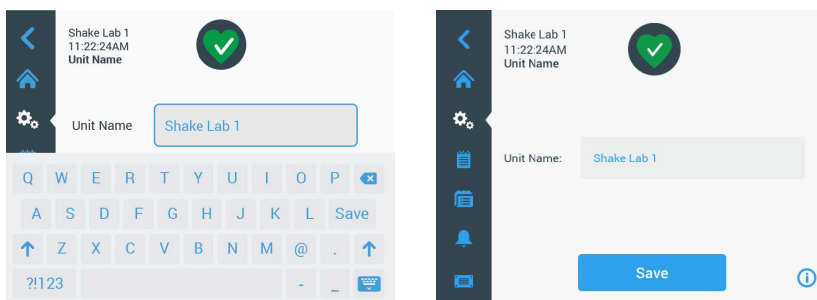 Shake Lab 1
11:22:24AM
Unit Name
Unit Name
Shake Lab 1
Q W E R T Y U I O P
A S D F G H J K L Save
Z X C V B N M @ .
?!123 - _
Shake Lab 1
11:22:24AM
Unit Name
Unit Name:
Shake Lab 1
Save